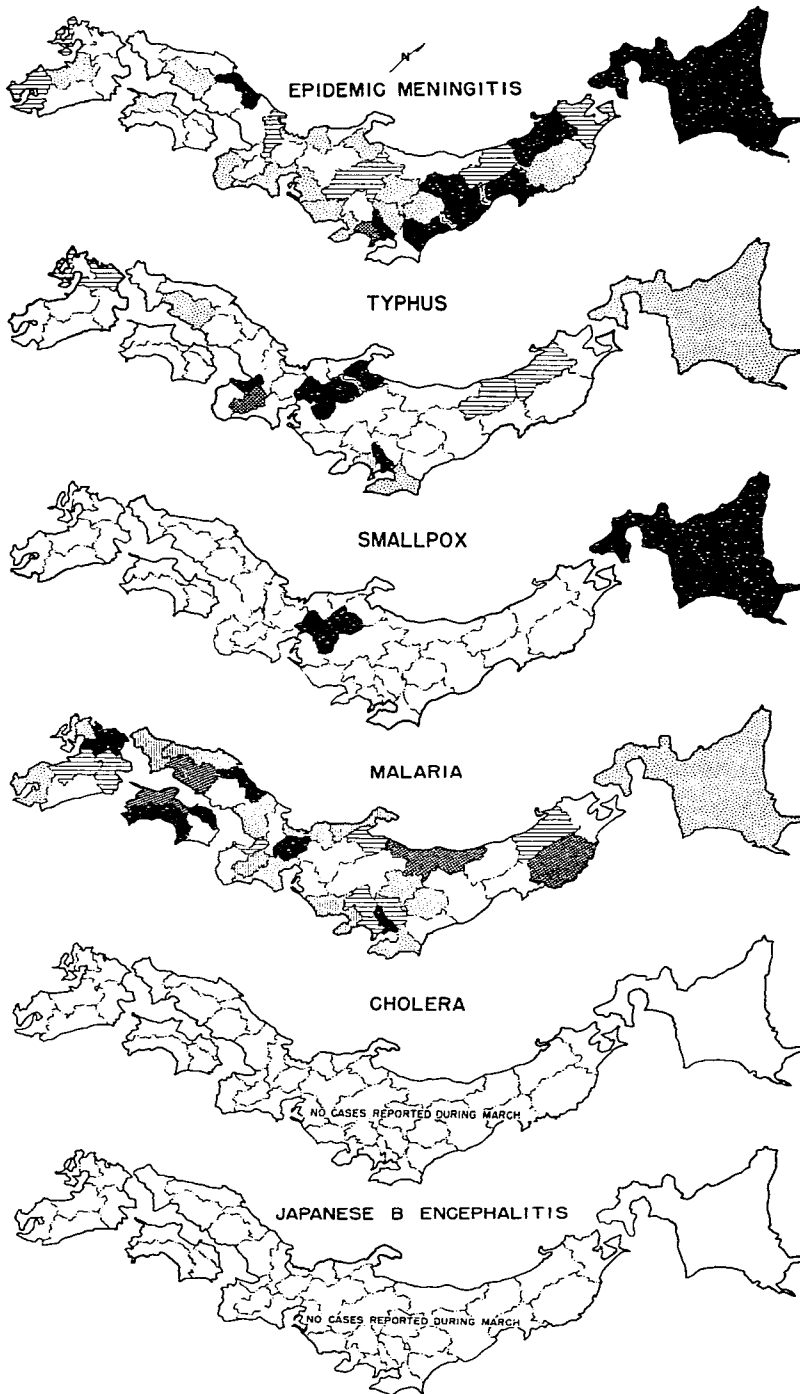 N
EPIDEMIC MENINGITIS
TYPHUS
SMALLPOX
MALARIA
CHOLERA
NO CASES REPORTED DURING MARCH
JAPANESE B ENCEPHALITIS
NO CASES REPORTED DURING MARCH